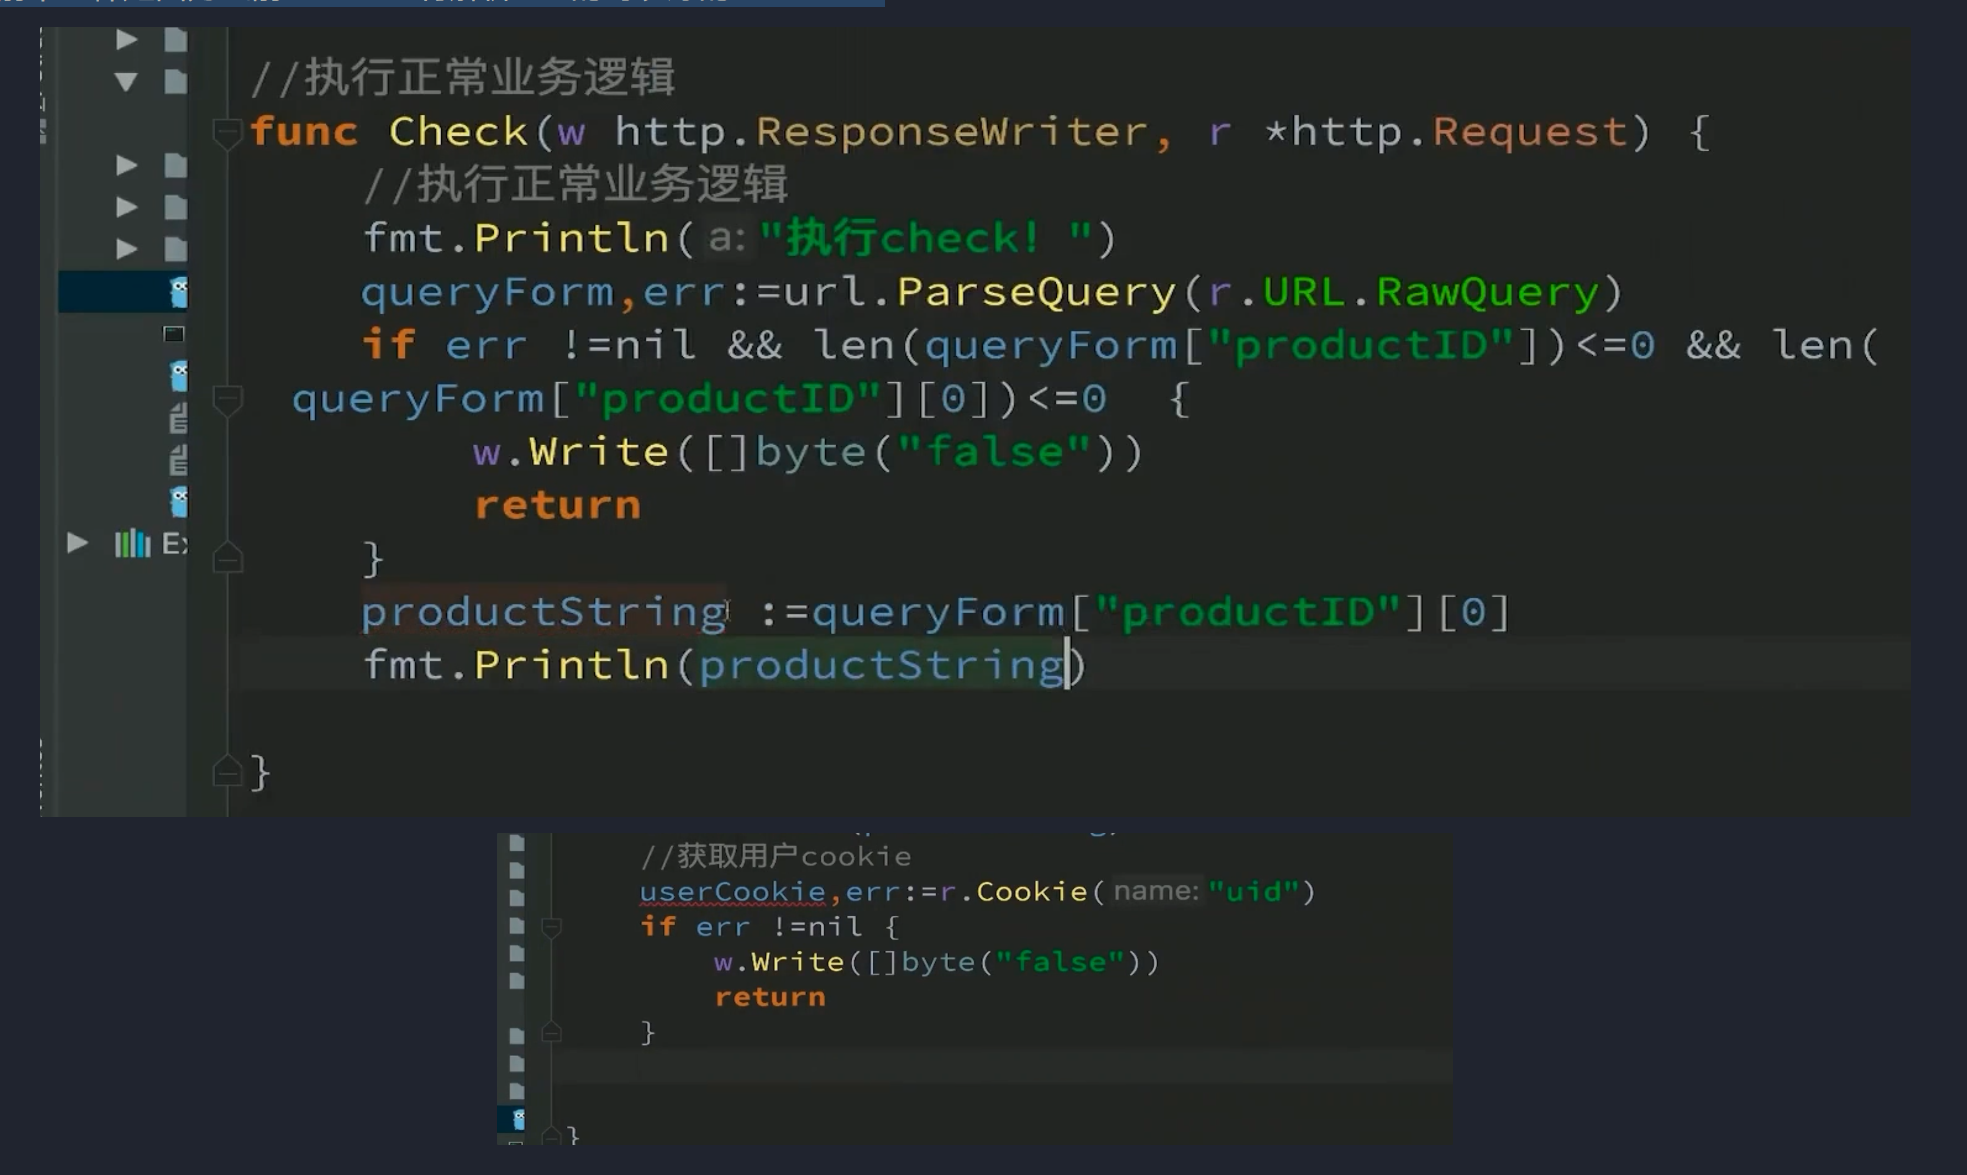 //执行正常业务逻辑
func Check(w http.ResponseWriter, r *http.Request) {
//执行正常业务逻辑
fmt.Println( a: "执行check! ")
queryForm,err:=url.ParseQuery(r.URL.RawQuery)
if err !=nil && len(queryForm["productID"])<=0 && len(
queryForm["productID"][0])<=0 {
w.Write([]byte("false"))
return
}
productString :=queryForm["productID"][0]
fmt.Println(productString)
}
//获取用户cookie
userCookie,err:=r.Cookie( name: "uid")
if err !=nil {
w.Write([]byte("false"))
return
}
}